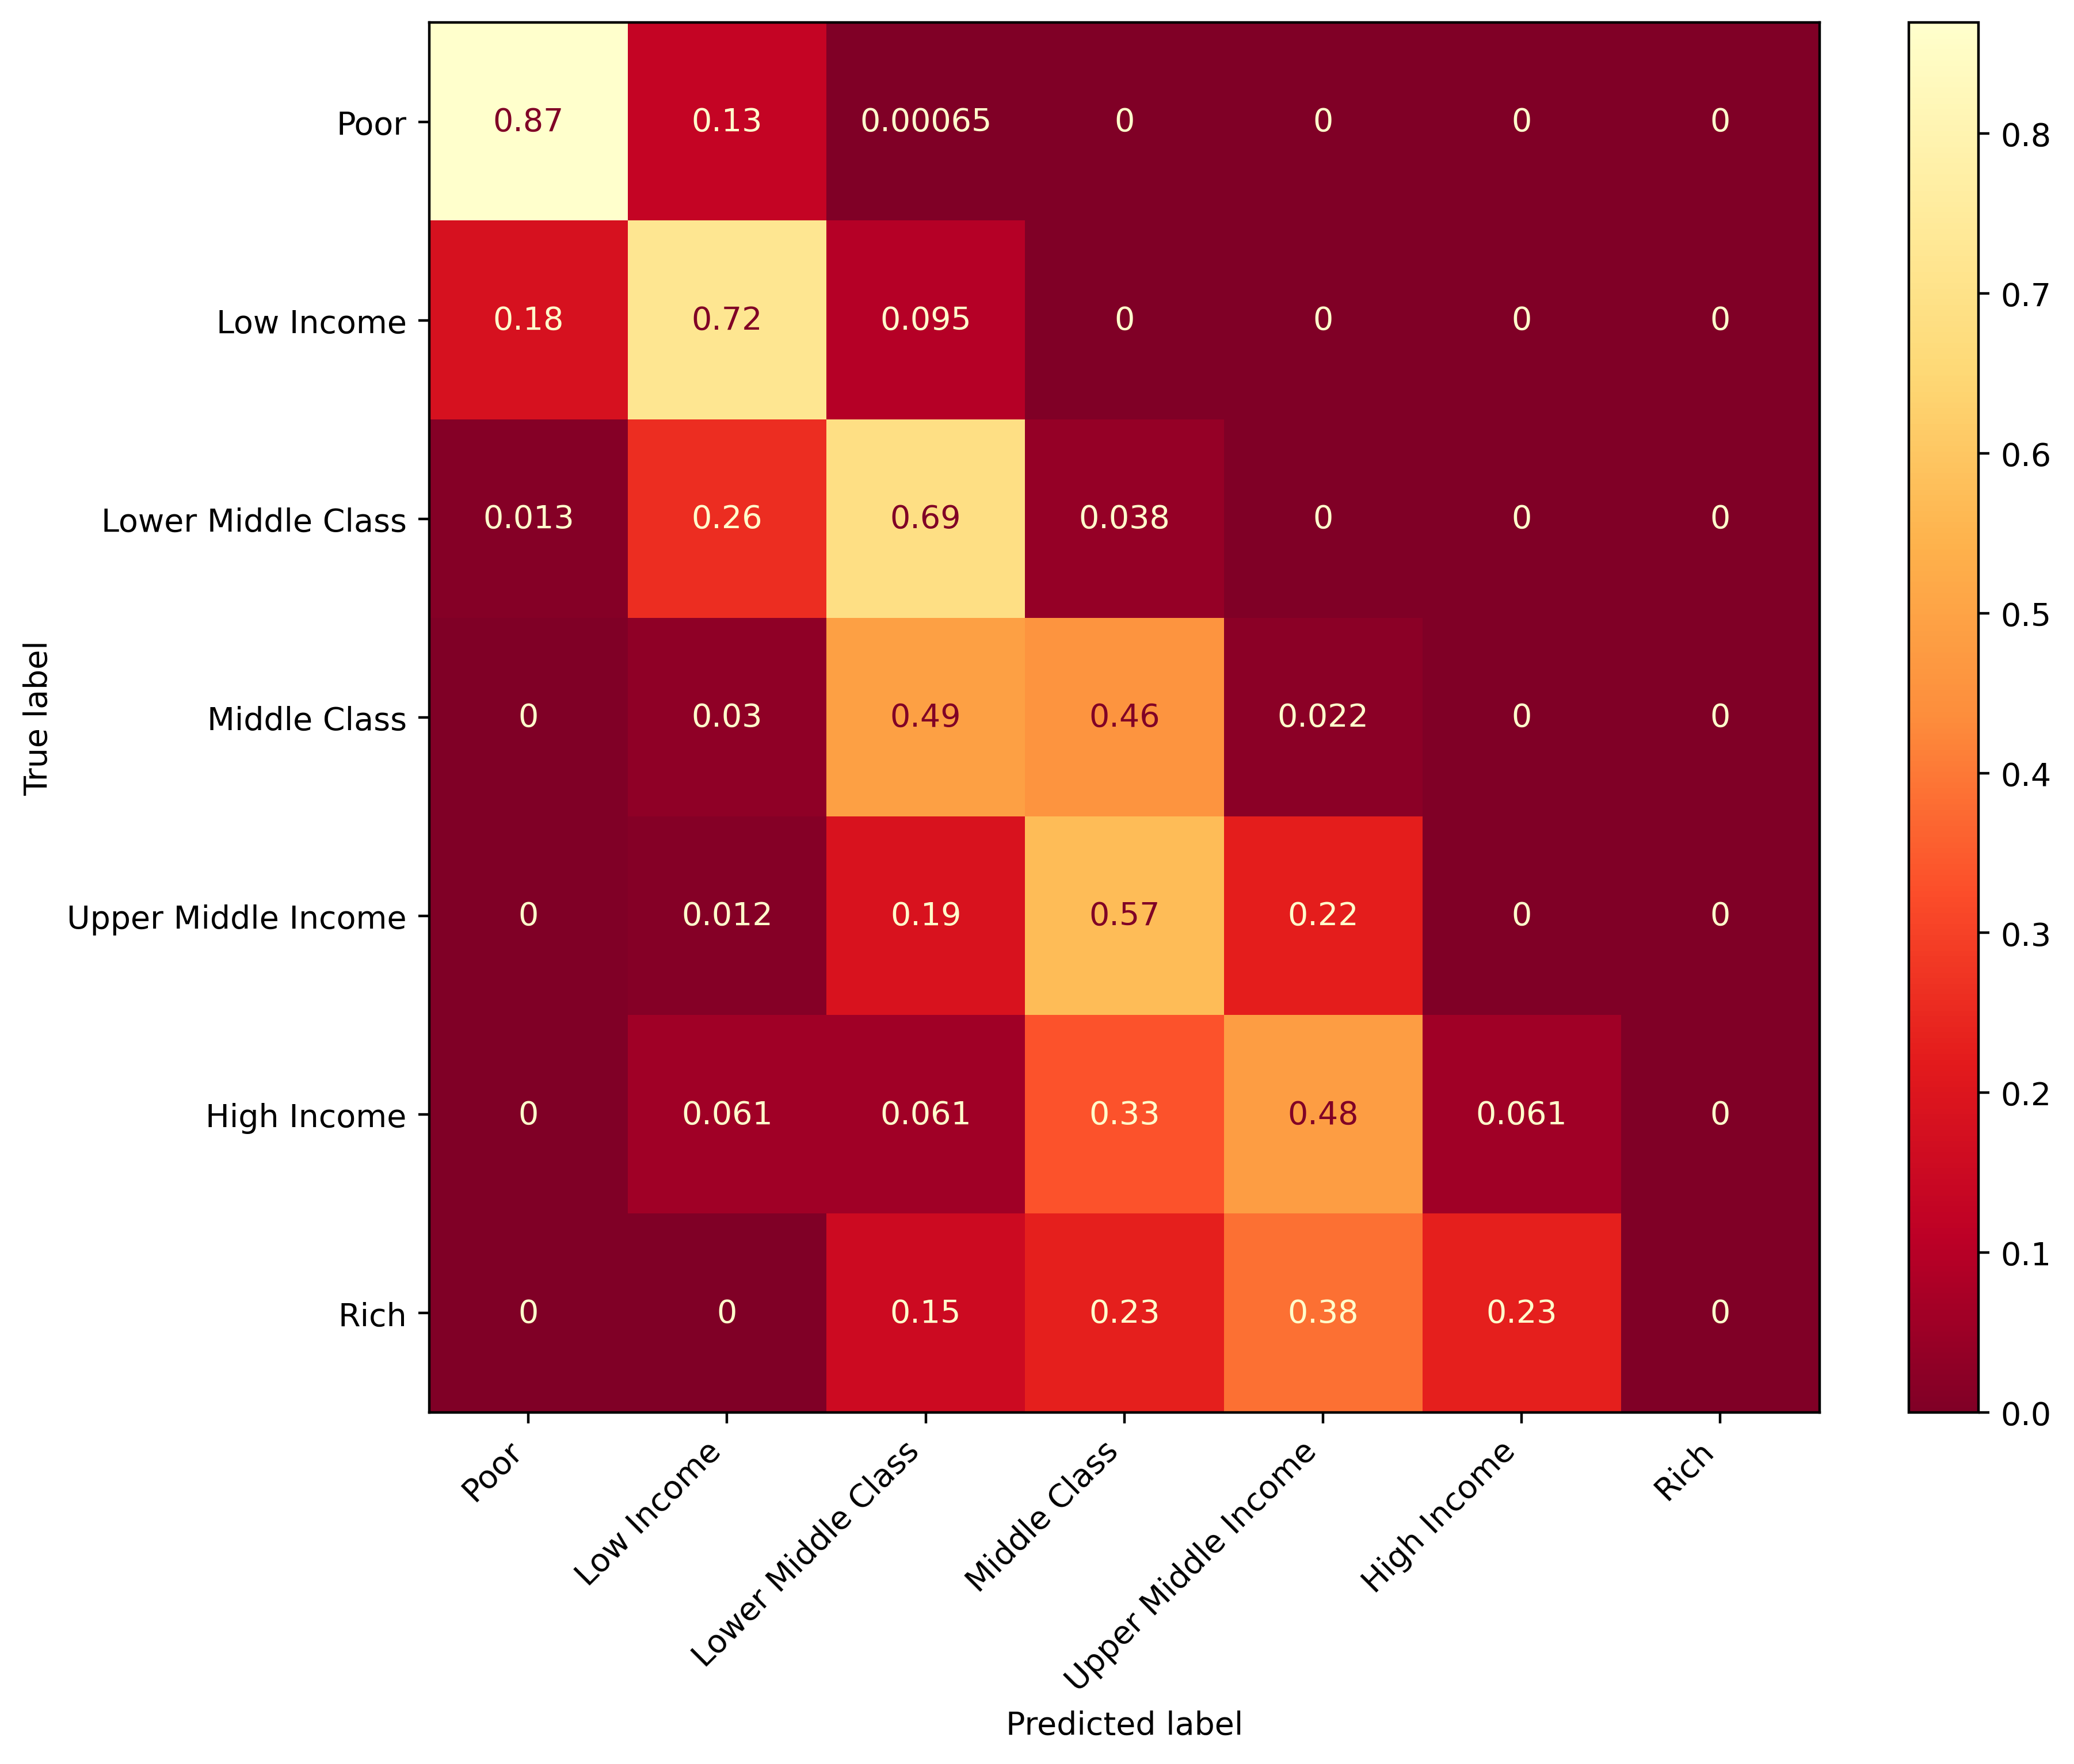 Poor 0.87 0.13 0.00065 0 0 0 0
Low Income 0.18 0.72 0.095 0 0 0 0
Lower Middle Class 0.013 0.26 0.69 0.038 0 0 0
Middle Class 0 0.03 0.49 0.46 0.022 0 0
Upper Middle Income 0 0.012 0.19 0.57 0.22 0 0
High Income 0 0.061 0.061 0.33 0.48 0.061 0
Rich 0 0 0.15 0.23 0.38 0.23 0
True label
Poor
Low Income
Lower Middle Class
Middle Class
Upper Middle Income
High Income
Rich
Predicted label
0.8
0.7
0.6
0.5
0.4
0.3
0.2
0.1
0.0